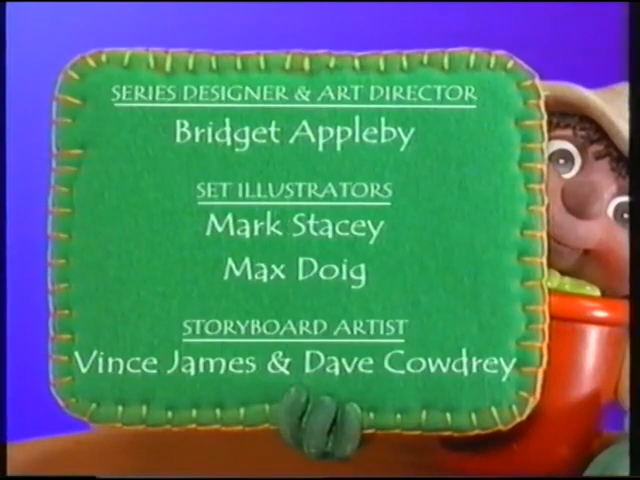 SERIES DESIGNER & ART DIRECTOR
Bridget Appleby
SET ILLUSTRATORS
Mark Stacey
Max Doig
STORYBOARD ARTIST
Vince James & Dave Cowdrey